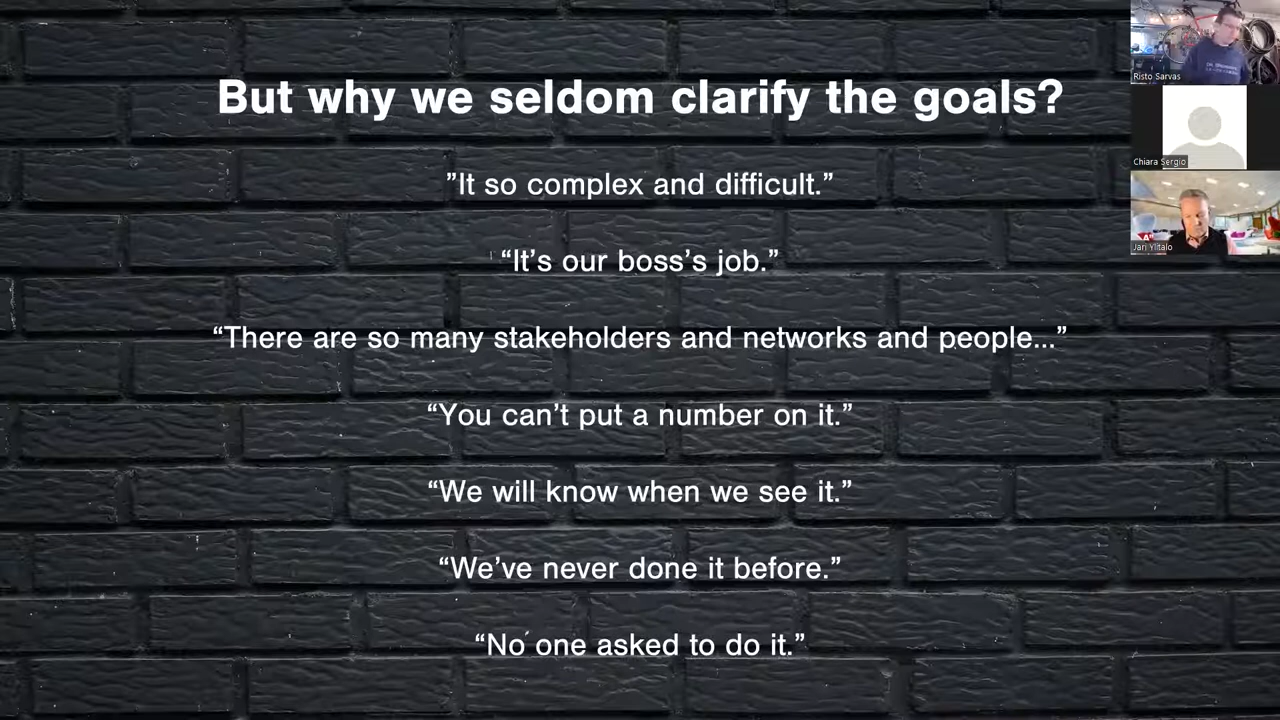 But why we seldom clarify the goals?
”It so complex and difficult.”
“It’s our boss’s job.”
“There are so many stakeholders and networks and people...”
“You can’t put a number on it.”
“We will know when we see it.”
“We’ve never done it before.”
“No one asked to do it.”
Risto Sarvas
Chiara Sergio
Jari Ylitalo